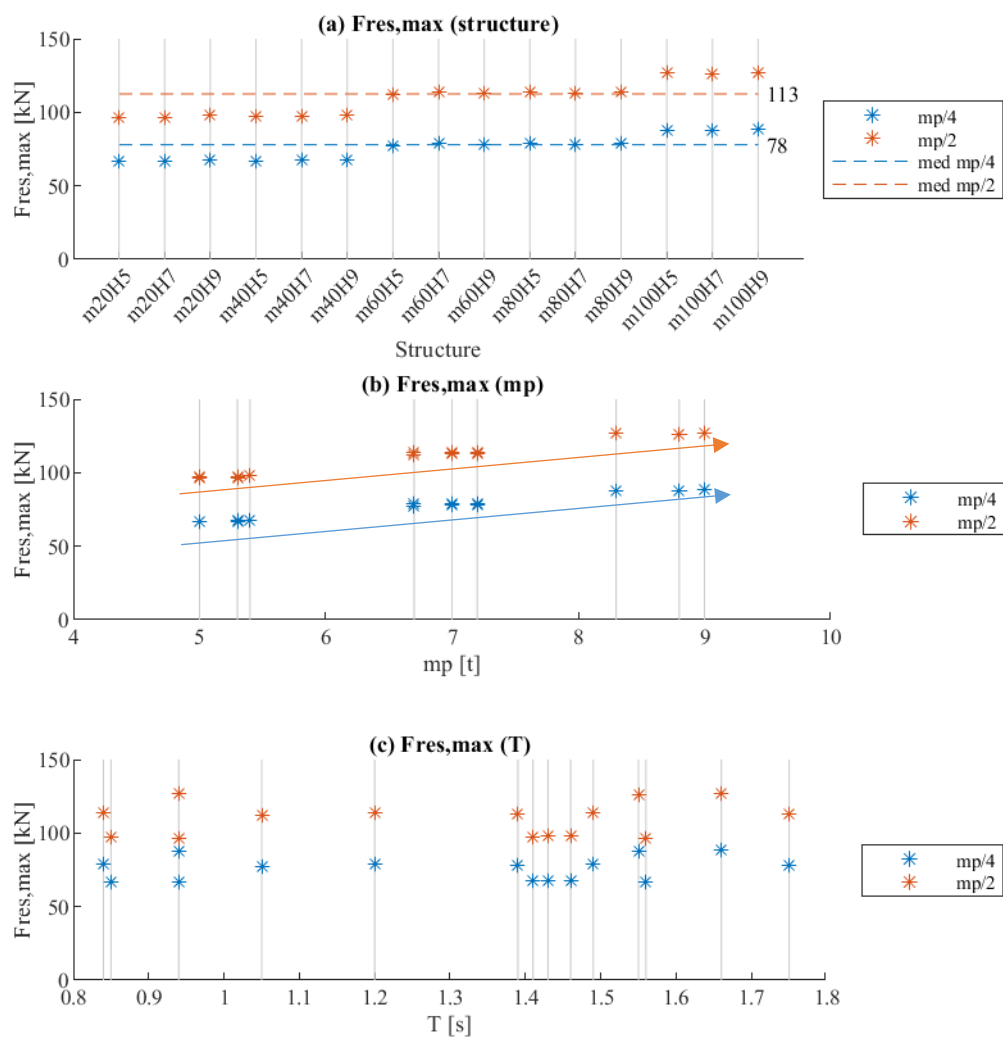 (a) Fres,max (structure)
Fres,max [kN]
150
100
50
0
113
78
m20H5
m20H7
m20H9
m40H5
m40H7
m40H9
m60H5
m60H7
m60H9
m80H5
m80H7
m80H9
m100H5
m100H7
m100H9
Structure
mp/4
mp/2
med mp/4
med mp/2
(b) Fres,max (mp)
Fres,max [kN]
150
100
50
0
4 5 6 7 8 9 10
mp [t]
mp/4
mp/2
(c) Fres,max (T)
Fres,max [kN]
150
100
50
0
0.8 0.9 1 1.1 1.2 1.3 1.4 1.5 1.6 1.7 1.8
T [s]
mp/4
mp/2